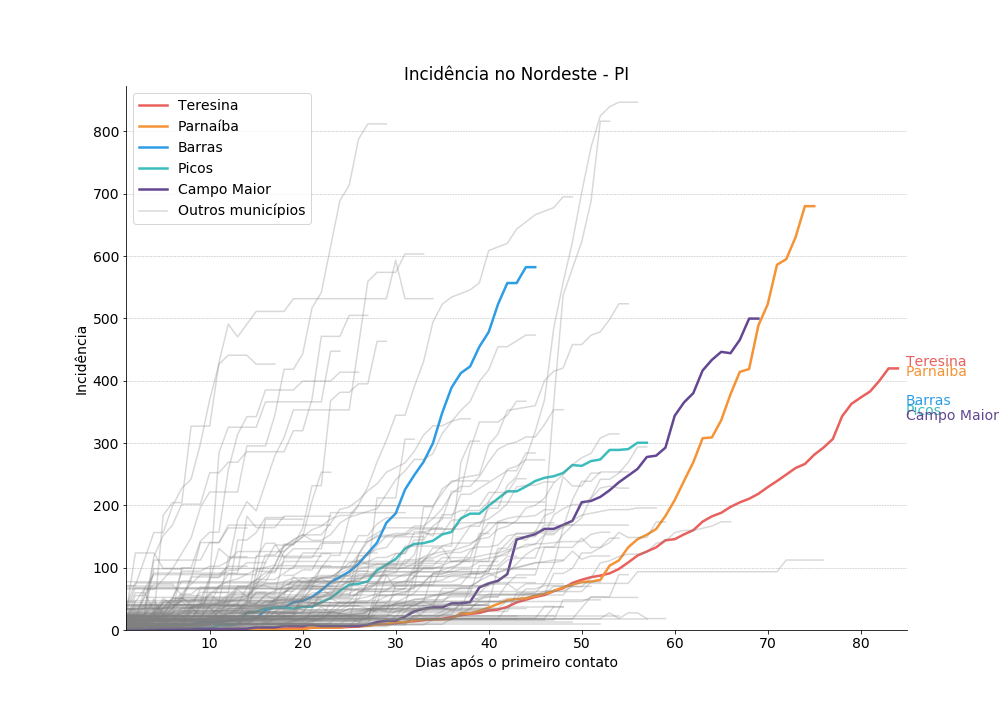 Incidência no Nordeste - PI
Teresina
Parnaíba
Barras
Picos
Campo Maior
Outros municípios
Incidência
800
700
600
500
400
300
200
100
0
10
20
30
40
50
60
70
80
Dias após o primeiro contato
Teresina
Parnaíba
Barras
Picos
Campo Maior